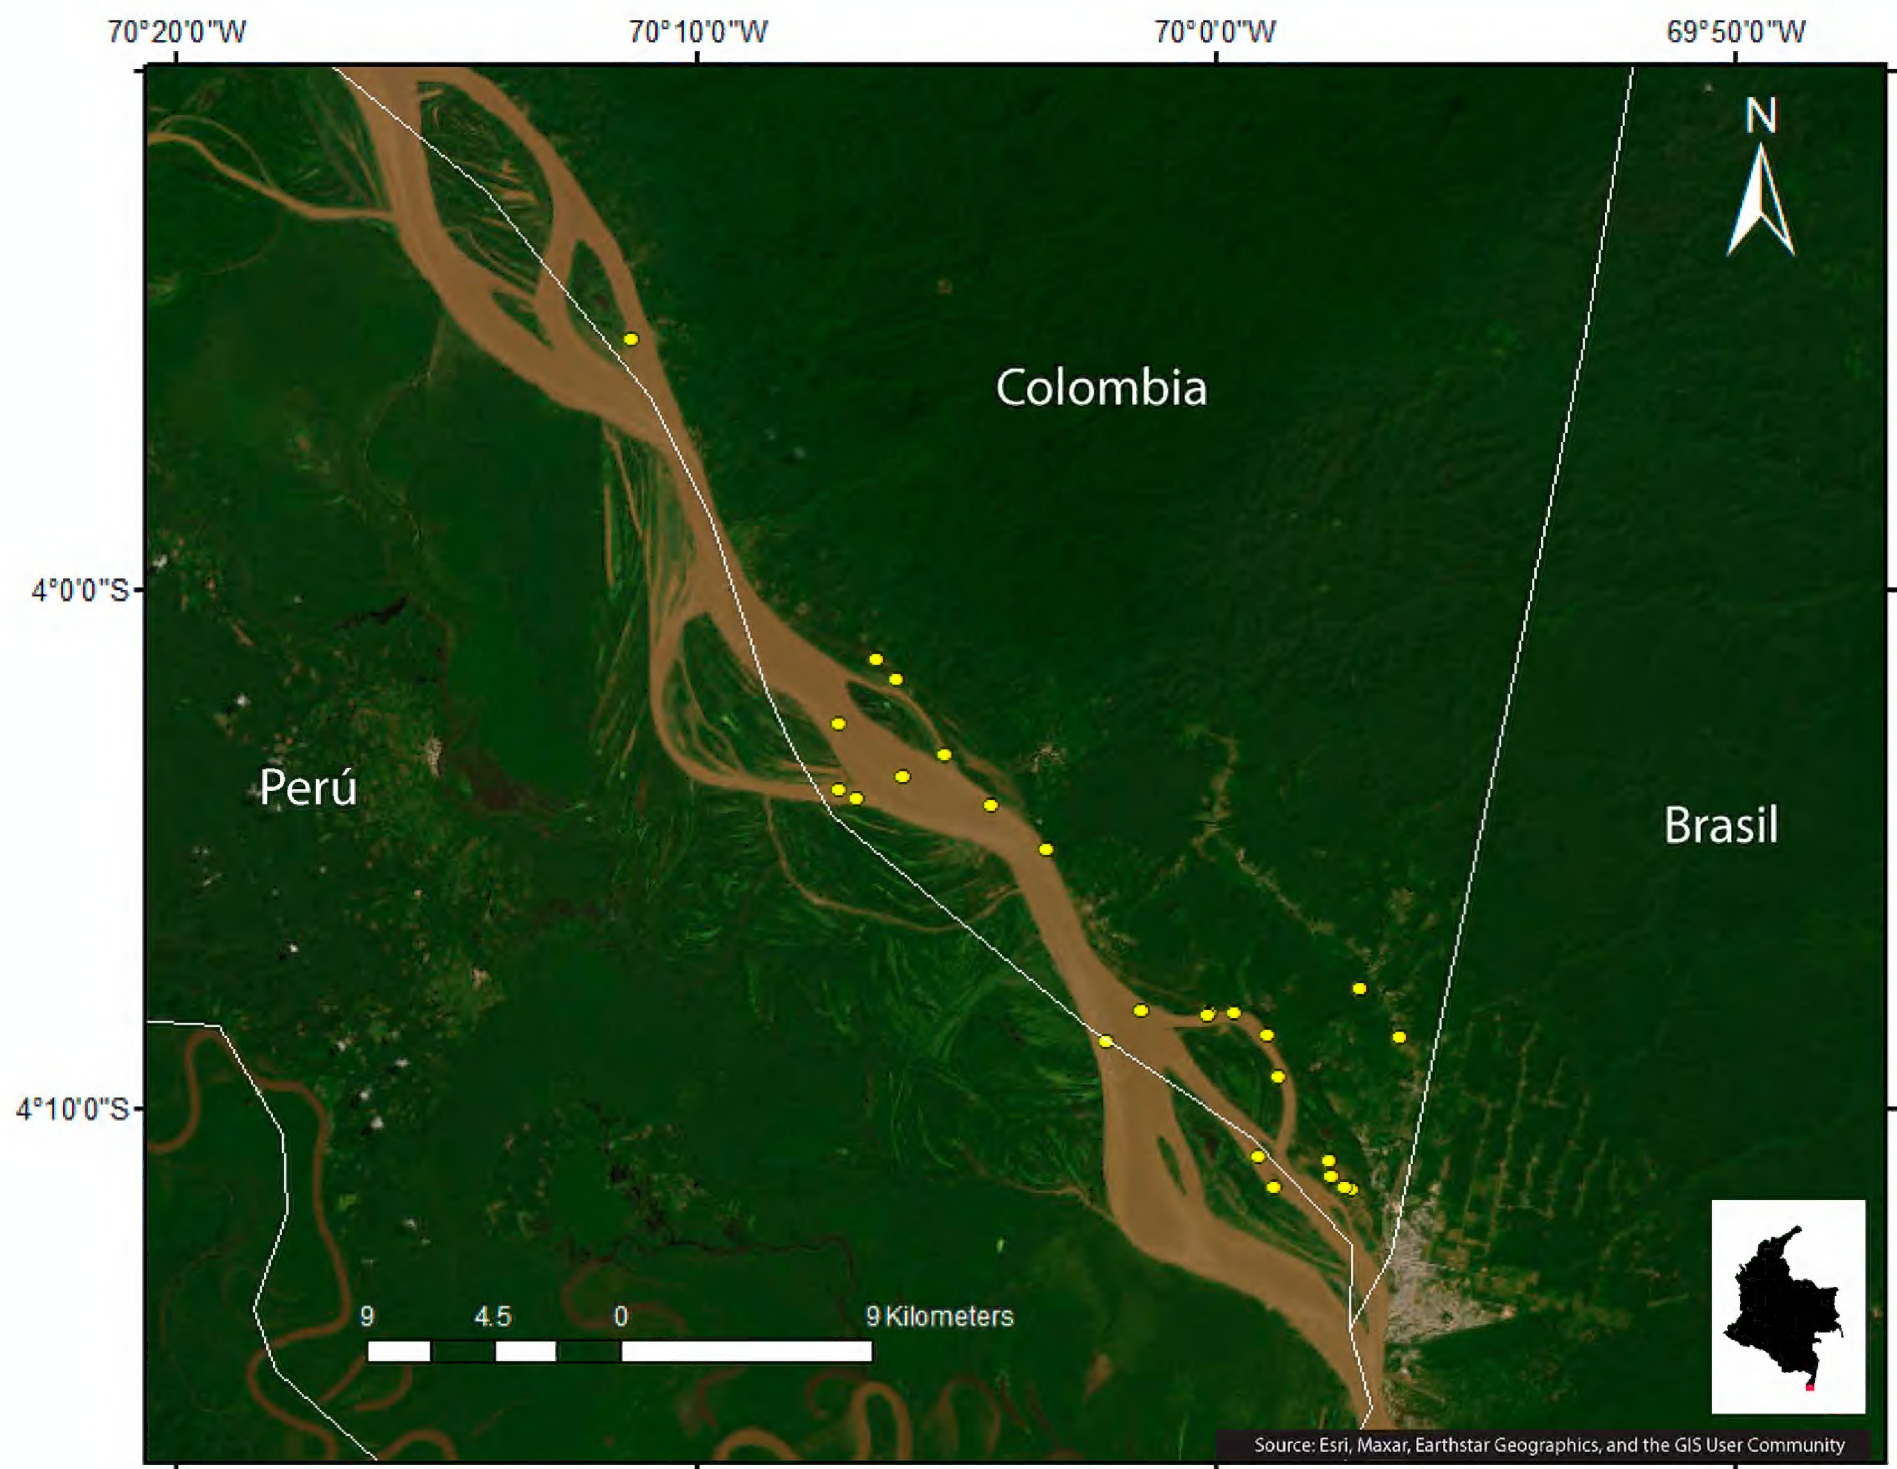 70°20'0"W 70°10'0"W 70°0'0"W 69°50'0"W
N
Colombia
4°0'0"S
Perú
Brasil
4°10'0"S
9 4.5 0 9 Kilometers
Source: Esri, Maxar, Earthstar Geographics, and the GIS User Community